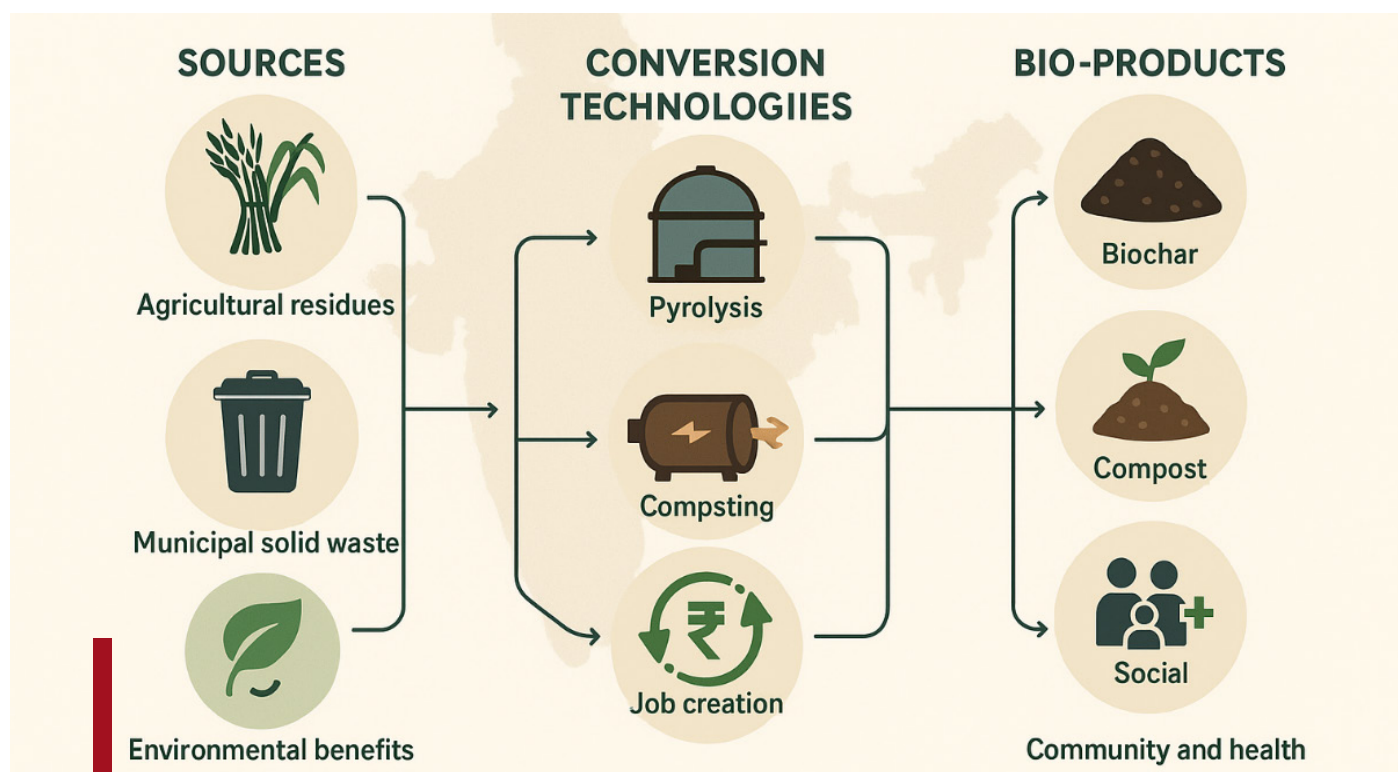 SOURCES
Agricultural residues
Municipal solid waste
Environmental benefits
CONVERSION
TECHNOLOGIIES
Pyrolysis
Compsting
₹
Job creation
BIO-PRODUCTS
Biochar
Compost
Social
Community and health